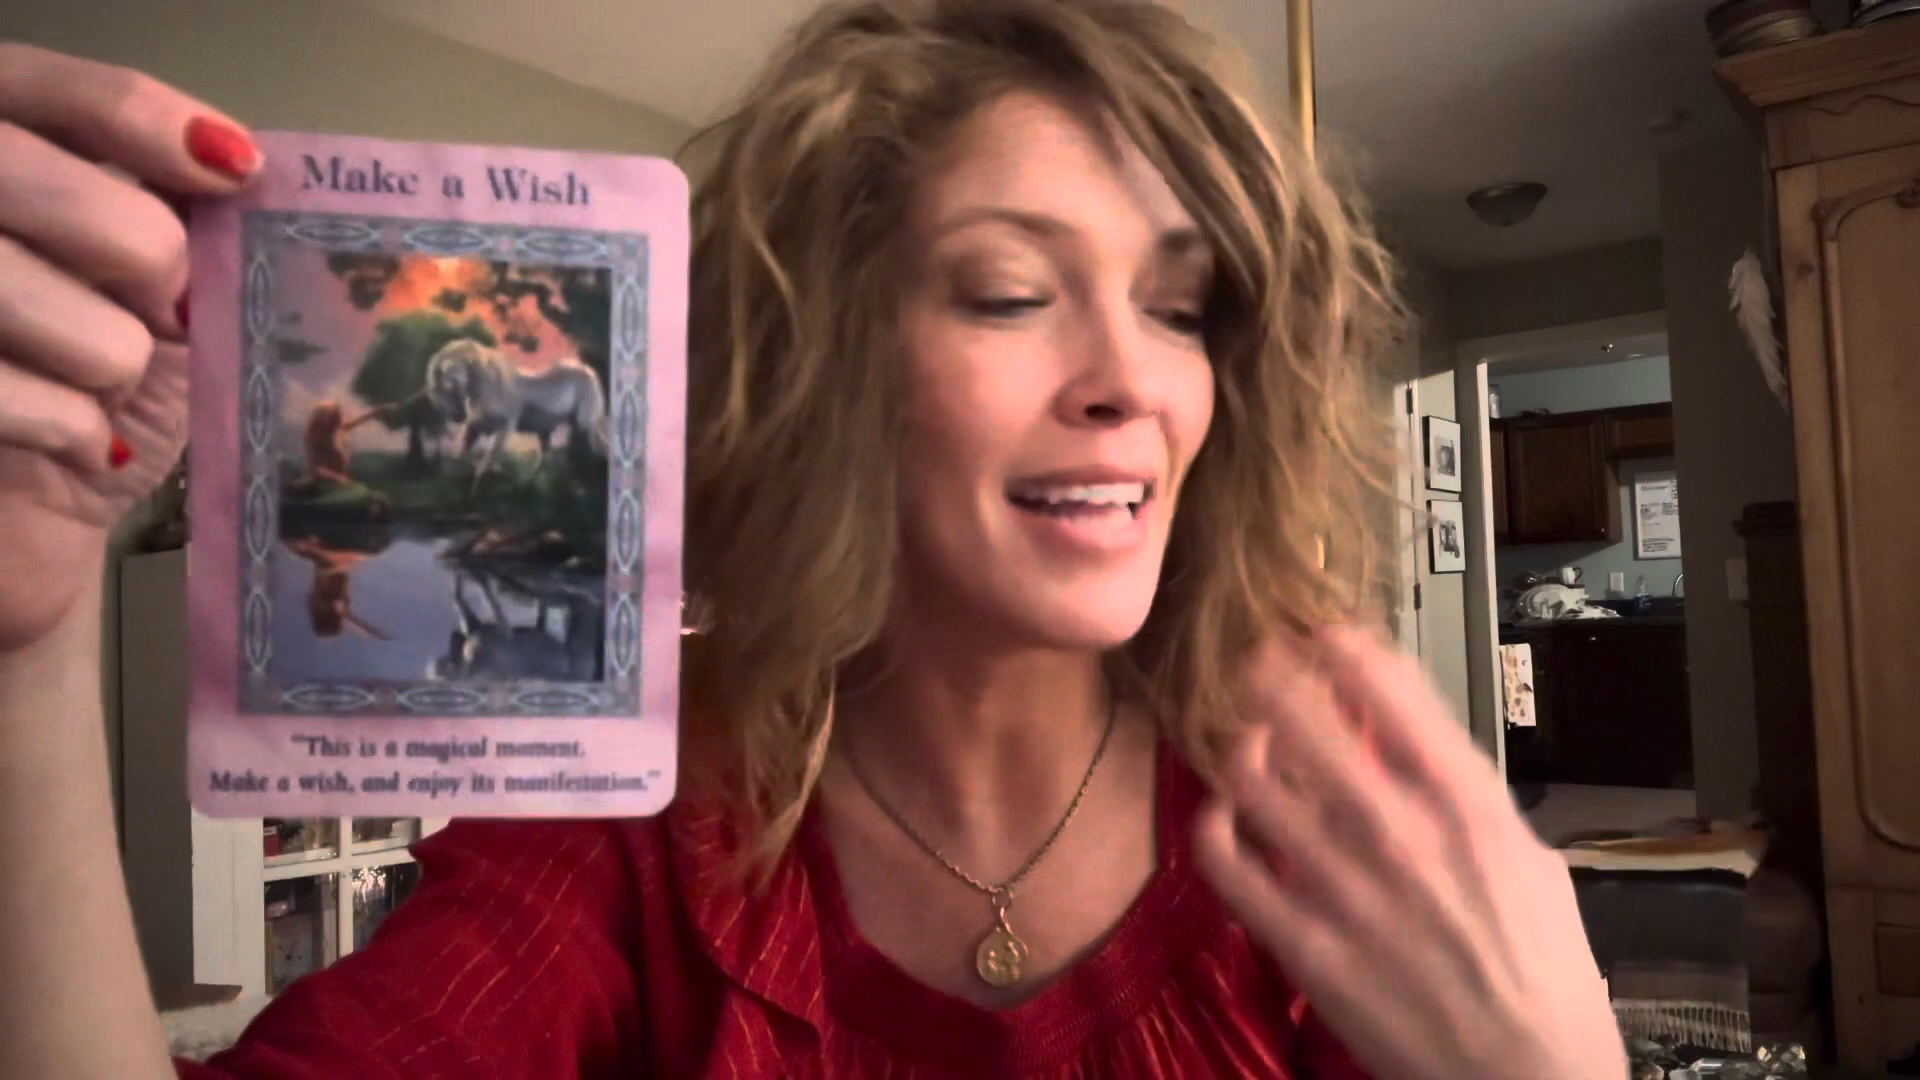 Make a Wish
"This is a magical moment.
Make a wish, and enjoy its manifestation."